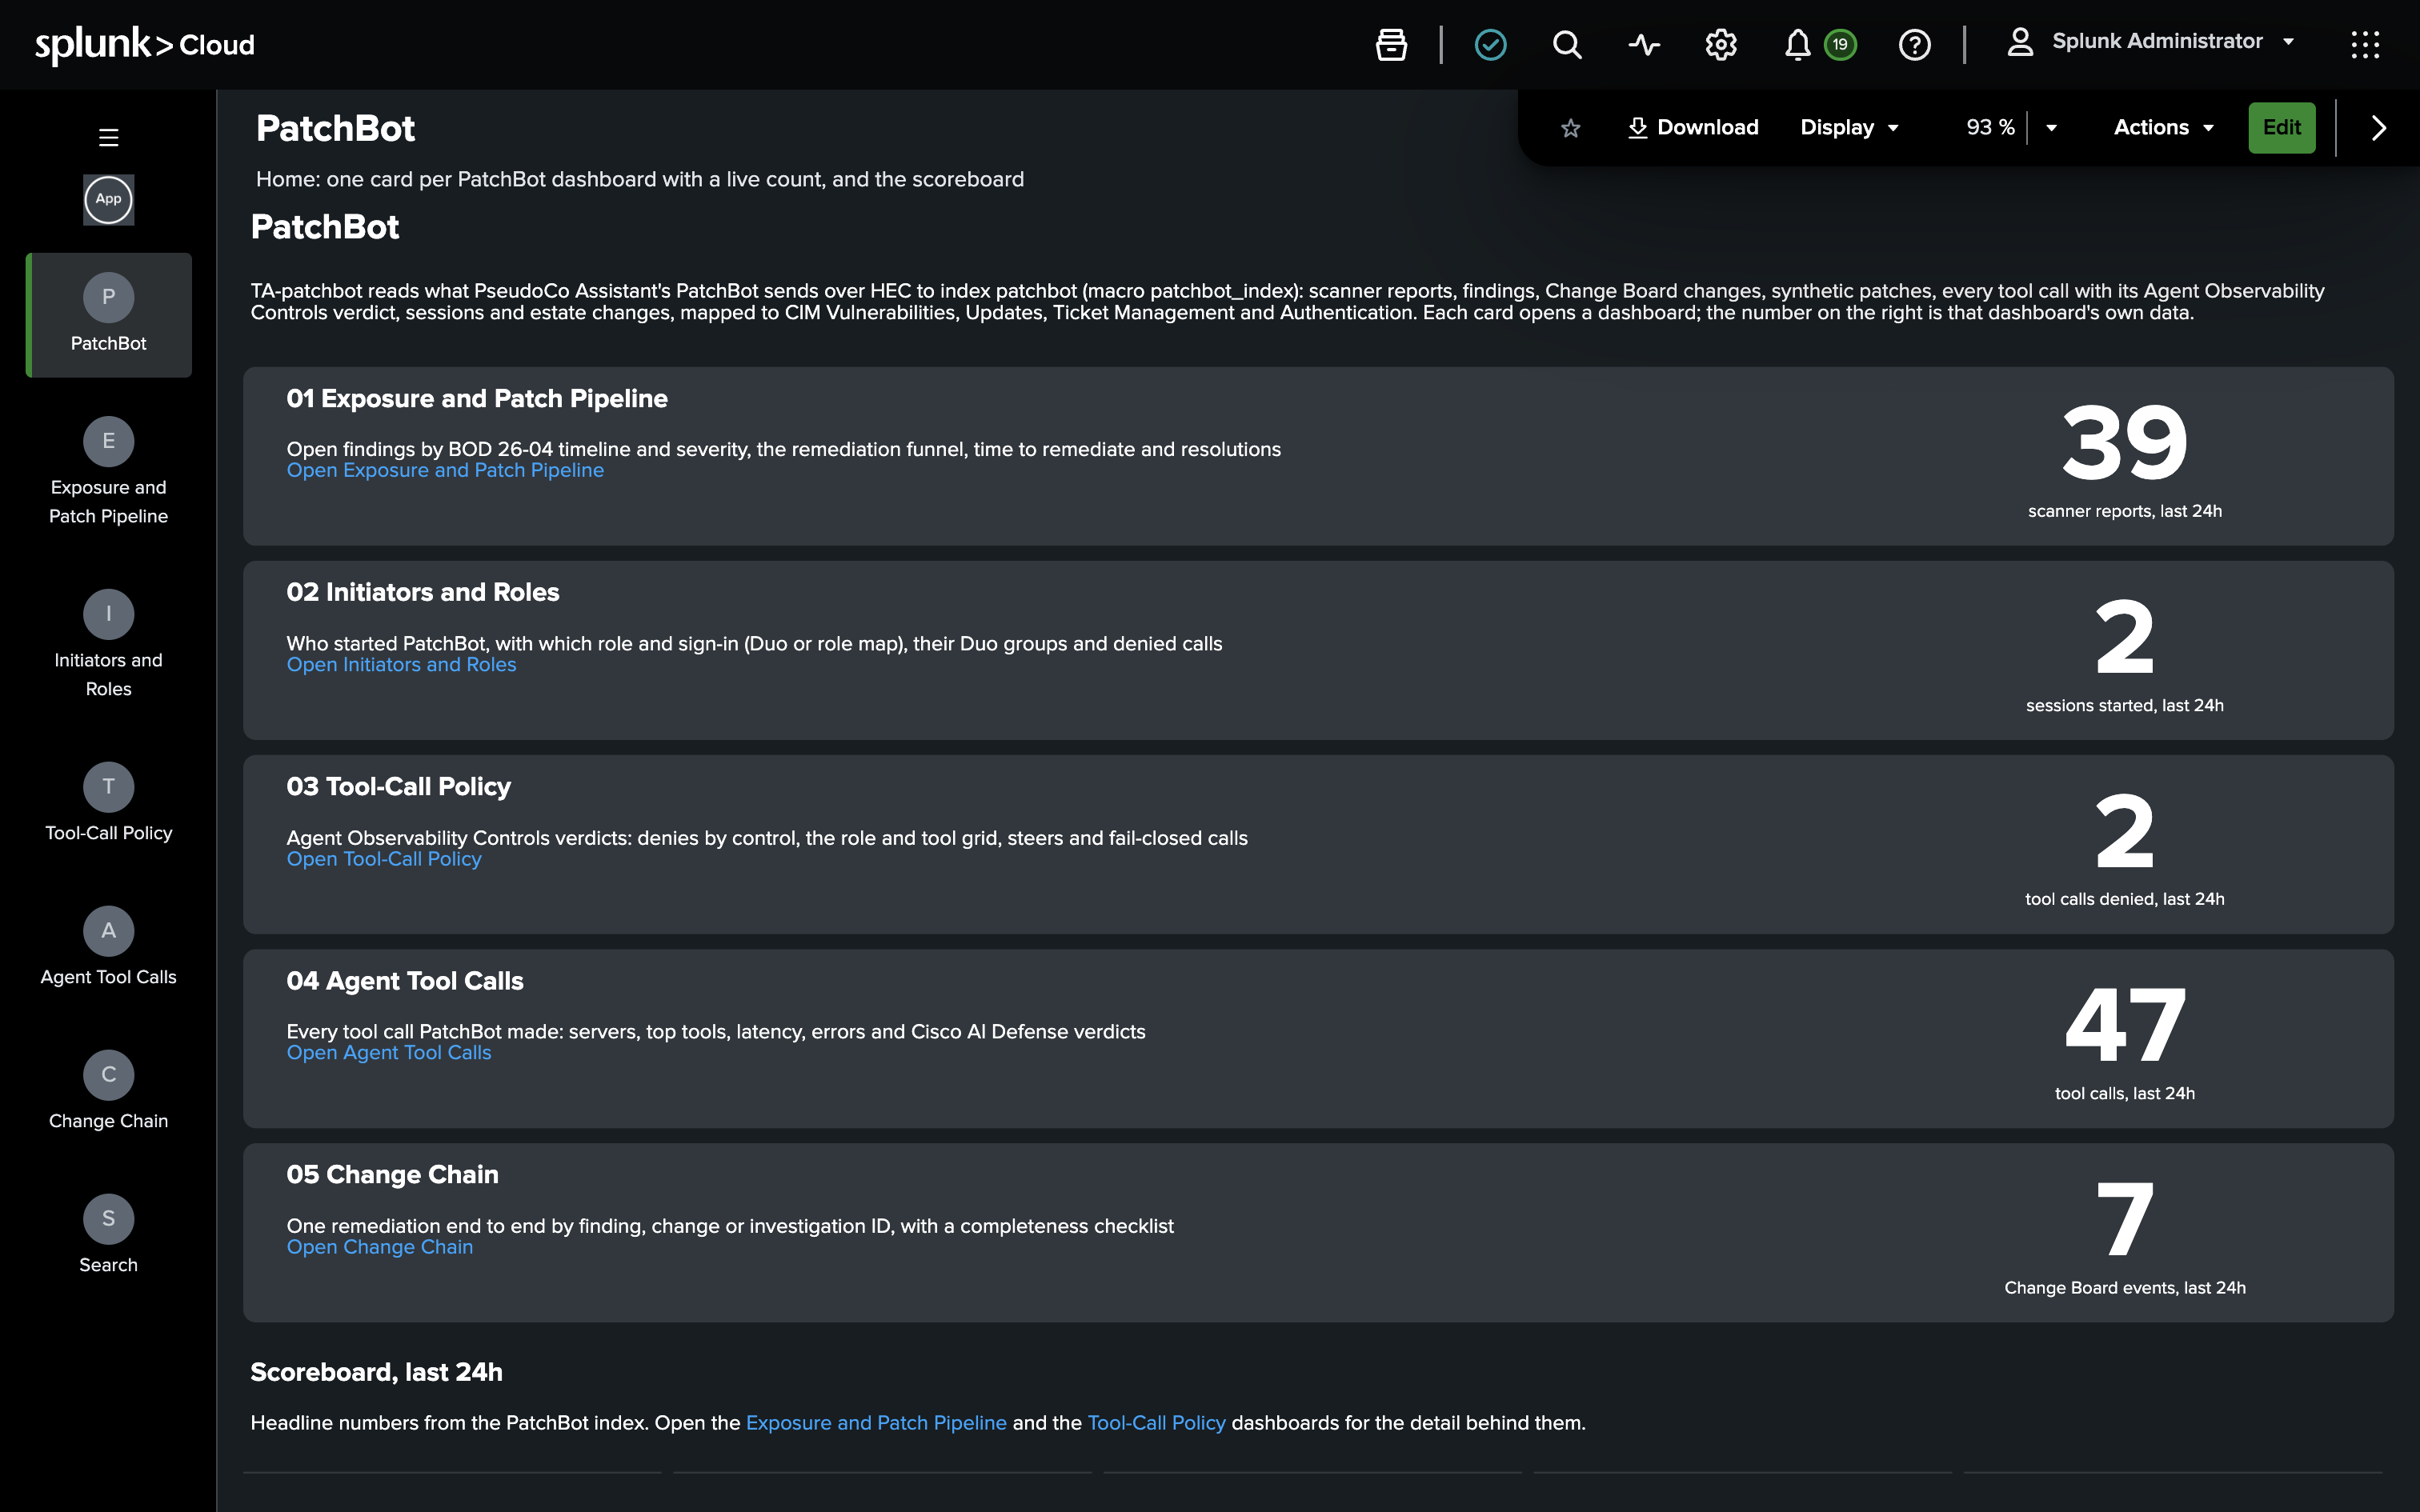 splunk> Cloud
19
Splunk Administrator
App
P
PatchBot
E
Exposure and
Patch Pipeline
I
Initiators and
Roles
T
Tool-Call Policy
A
Agent Tool Calls
C
Change Chain
S
Search
PatchBot
Download
Display
93 %
Actions
Edit
Home: one card per PatchBot dashboard with a live count, and the scoreboard
PatchBot
TA-patchbot reads what PseudoCo Assistant's PatchBot sends over HEC to index patchbot (macro patchbot_index): scanner reports, findings, Change Board changes, synthetic patches, every tool call with its Agent Observability
Controls verdict, sessions and estate changes, mapped to CIM Vulnerabilities, Updates, Ticket Management and Authentication. Each card opens a dashboard; the number on the right is that dashboard's own data.
01 Exposure and Patch Pipeline
Open findings by BOD 26-04 timeline and severity, the remediation funnel, time to remediate and resolutions
Open Exposure and Patch Pipeline
39
scanner reports, last 24h
02 Initiators and Roles
Who started PatchBot, with which role and sign-in (Duo or role map), their Duo groups and denied calls
Open Initiators and Roles
2
sessions started, last 24h
03 Tool-Call Policy
Agent Observability Controls verdicts: denies by control, the role and tool grid, steers and fail-closed calls
Open Tool-Call Policy
2
tool calls denied, last 24h
04 Agent Tool Calls
Every tool call PatchBot made: servers, top tools, latency, errors and Cisco AI Defense verdicts
Open Agent Tool Calls
47
tool calls, last 24h
05 Change Chain
One remediation end to end by finding, change or investigation ID, with a completeness checklist
Open Change Chain
7
Change Board events, last 24h
Scoreboard, last 24h
Headline numbers from the PatchBot index. Open the Exposure and Patch Pipeline and the Tool-Call Policy dashboards for the detail behind them.